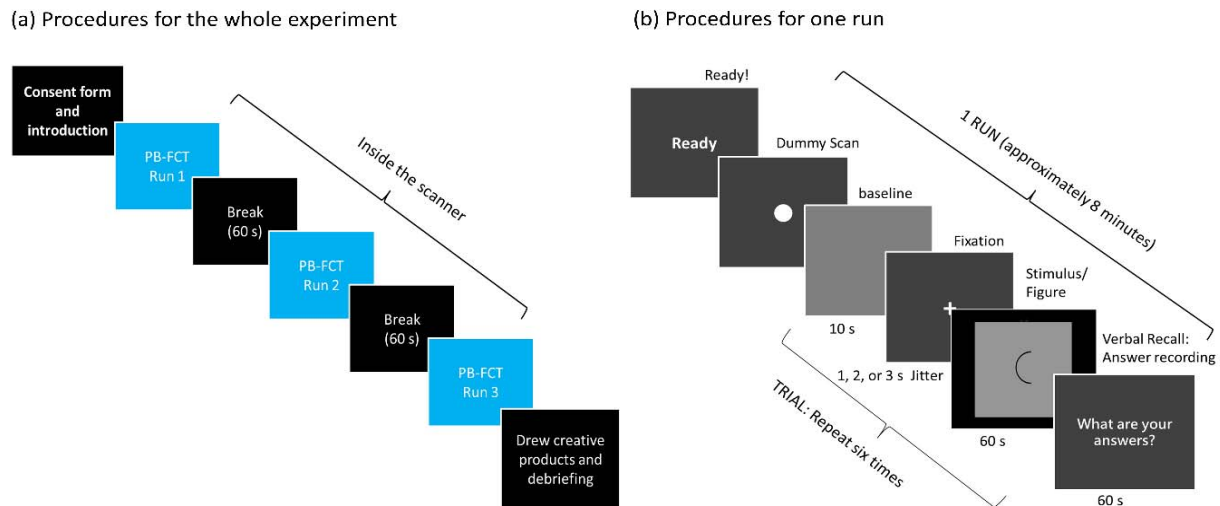 (a) Procedures for the whole experiment
Consent form
and
introduction
PB-FCT
Run 1
Break
(60 s)
PB-FCT
Run 2
Break
(60 s)
PB-FCT
Run 3
Drew creative
products and
debriefing
Inside the scanner
(b) Procedures for one run
Ready!
Ready
Dummy Scan
baseline
10 s
Fixation
1, 2, or 3 s Jitter
Stimulus/
Figure
60 s
Verbal Recall:
Answer recording
What are your
answers?
60 s
1 RUN (approximately 8 minutes)
TRIAL: Repeat six
times